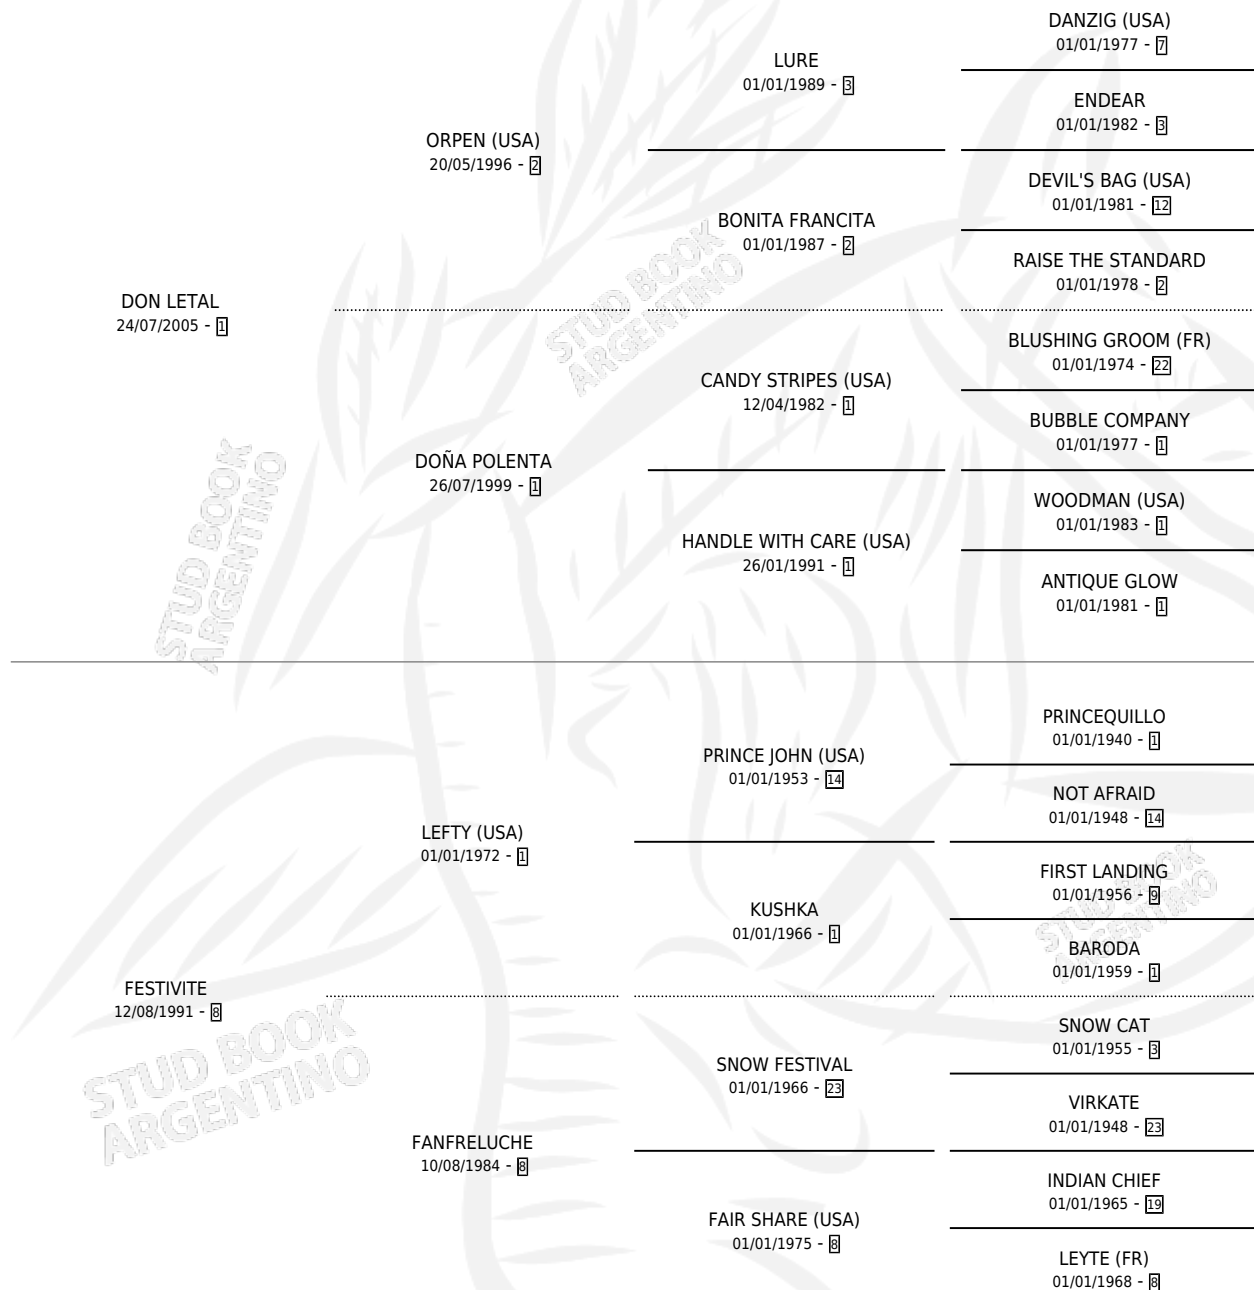 DANZIG (USA)
01/01/1977 - 7
LURE
01/01/1989 - 3
ENDEAR
01/01/1982 - 3
ORPEN (USA)
20/05/1996 - 2
DEVIL'S BAG (USA)
01/01/1981 - 12
BONITA FRANCITA
01/01/1987 - 2
RAISE THE STANDARD
01/01/1978 - 2
DON LETAL
24/07/2005 - 1
BLUSHING GROOM (FR)
01/01/1974 - 22
CANDY STRIPES (USA)
12/04/1982 - 1
BUBBLE COMPANY
01/01/1977 - 1
DOÑA POLENTA
26/07/1999 - 1
WOODMAN (USA)
01/01/1983 - 1
HANDLE WITH CARE (USA)
26/01/1991 - 1
ANTIQUE GLOW
01/01/1981 - 1
PRINCEQUILLO
01/01/1940 - 1
PRINCE JOHN (USA)
01/01/1953 - 14
NOT AFRAID
01/01/1948 - 14
LEFTY (USA)
01/01/1972 - 1
FIRST LANDING
01/01/1956 - 9
KUSHKA
01/01/1966 - 1
BARODA
01/01/1959 - 1
FESTIVITE
12/08/1991 - 8
SNOW CAT
01/01/1955 - 3
SNOW FESTIVAL
01/01/1966 - 23
VIRKATE
01/01/1948 - 23
FANFRELUCHE
10/08/1984 - 8
INDIAN CHIEF
01/01/1965 - 19
FAIR SHARE (USA)
01/01/1975 - 8
LEYTE (FR)
01/01/1968 - 8
STUD BOOK
ARGENTINO
STUD BOOK
ARGENTINO
STUD BOOK
ARGENTINO
STUD BOOK
ARGENTINO